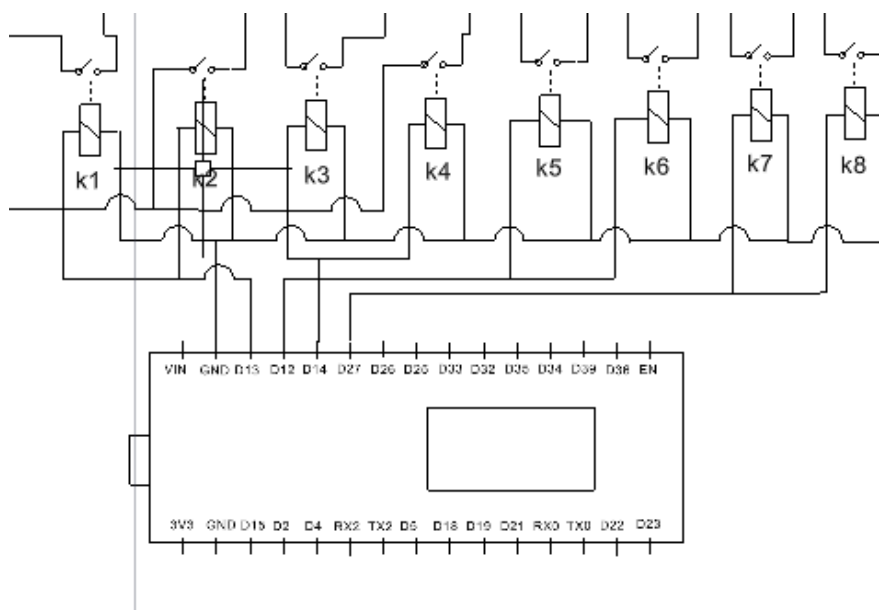 k1 k2 k3 k4 k5 k6 k7 k8
VIN GND D13 D12 D14 D27 D26 D25 D33 D32 D35 D34 D39 D36 EN
3V3 GND D15 D2 D4 RX2 TX2 D5 D18 D19 D21 RX0 TX0 D22 D23